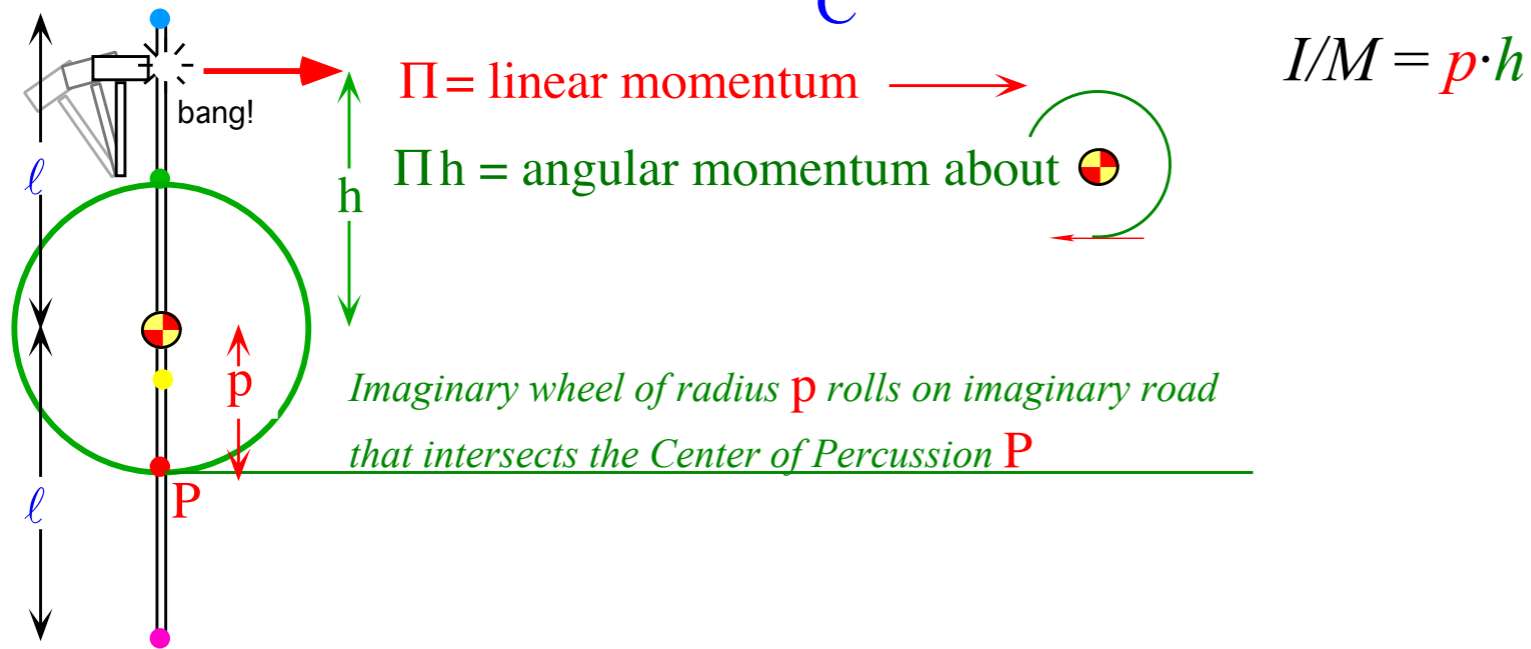 C
I/M = p·h
Π = linear momentum
bang!
ℓ
h
Πh = angular momentum about
p
Imaginary wheel of radius p rolls on imaginary road
that intersects the Center of Percussion P
P
ℓ